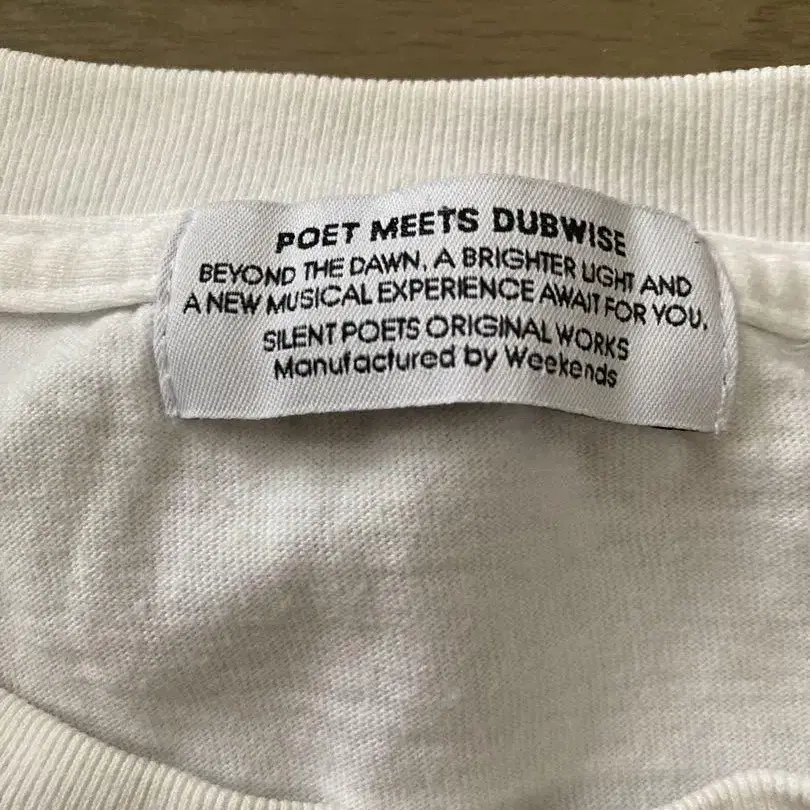 POET MEETS DUBWISE
BEYOND THE DAWN, A BRIGHTER LIGHT AND
A NEW MUSICAL EXPERIENCE AWAIT FOR YOU.
SILENT POETS ORIGINAL WORKS
Manufactured by Weekends